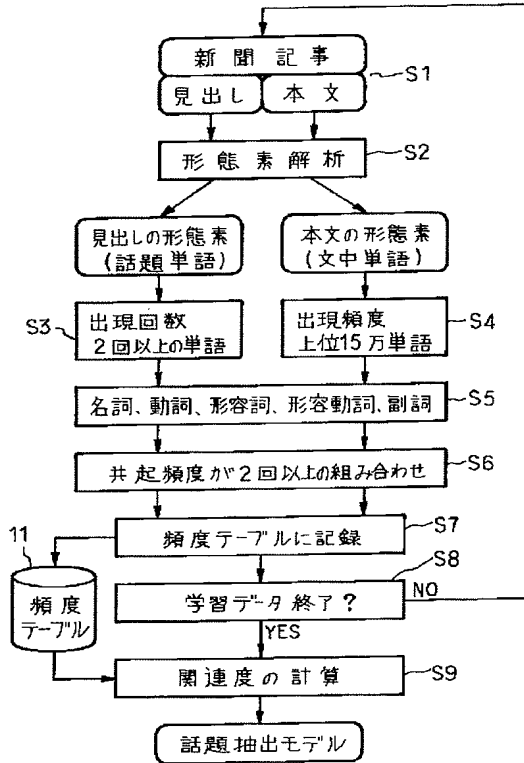 新聞記事
S1
見出し
本文
形態素解析
S2
見出しの形態素
(話題単語)
本文の形態素
(文中単語)
S3
出現回数
2回以上の単語
出現頻度
上位15万単語
S4
名詞、動詞、形容詞、形容動詞、副詞
S5
共起頻度が2回以上の組み合わせ
S6
頻度テーブルに記録
S7
11
頻度
テーブル
S8
学習データ終了?
NO
YES
関連度の計算
S9
話題抽出モデル